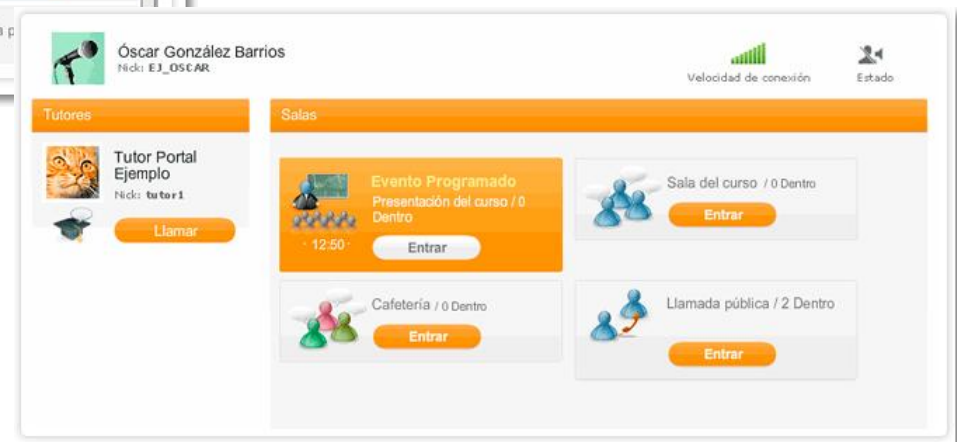 Óscar González Barrios
Nick: EJ_OSCAR
Velocidad de conexión
Estado
Tutores
Salas
Tutor Portal
Ejemplo
Nick: tutor1
Llamar
Evento Programado
Presentación del curso / 0
Dentro
· 12:50 ·
Entrar
Sala del curso / 0 Dentro
Entrar
Cafetería / 0 Dentro
Entrar
Llamada pública / 2 Dentro
Entrar